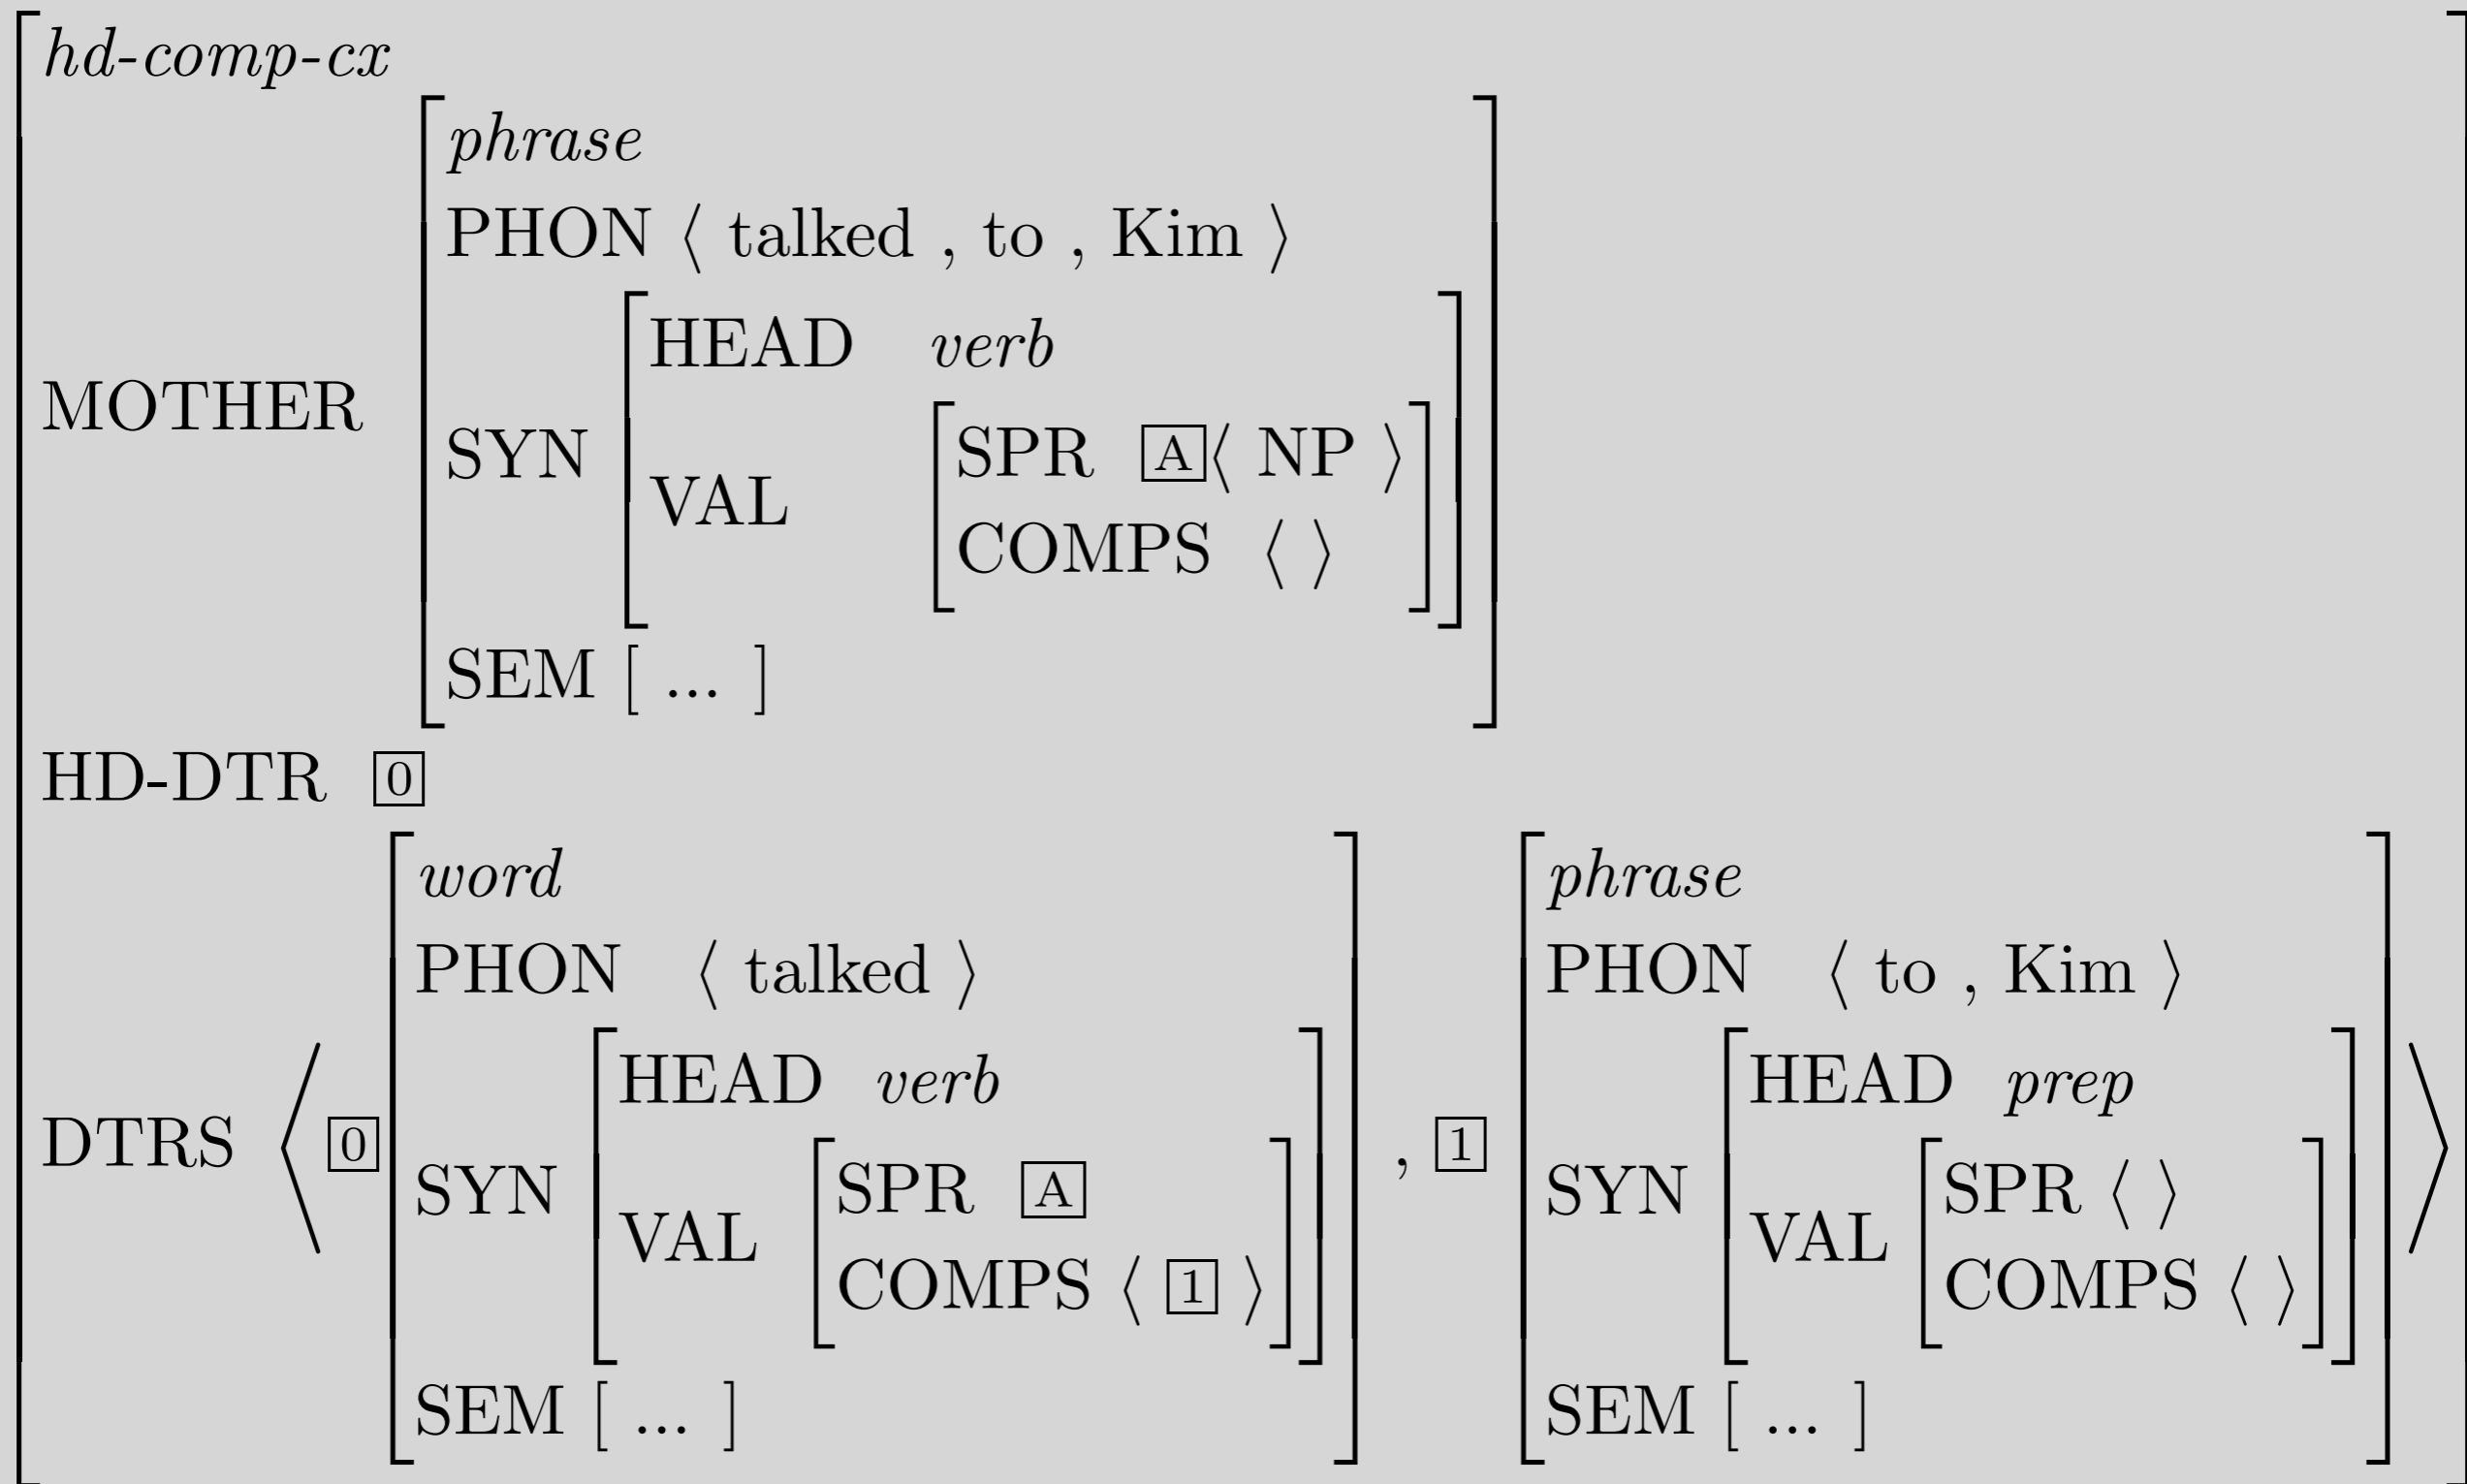 hd-comp-cx
phrase
PHON ⟨ talked , to , Kim ⟩
HEAD verb
MOTHER SYN SPR A⟨ NP ⟩
VAL
COMPS ⟨ ⟩
SEM [ ... ]
HD-DTR 0
word phrase
PHON ⟨ talked ⟩ PHON ⟨ to , Kim ⟩
HEAD verb HEAD prep
DTRS ⟨ 0 SYN SPR A , 1 SYN SPR ⟨ ⟩ ⟩
VAL VAL
COMPS ⟨ 1 ⟩ COMPS ⟨ ⟩
SEM [ ... ] SEM [ ... ]